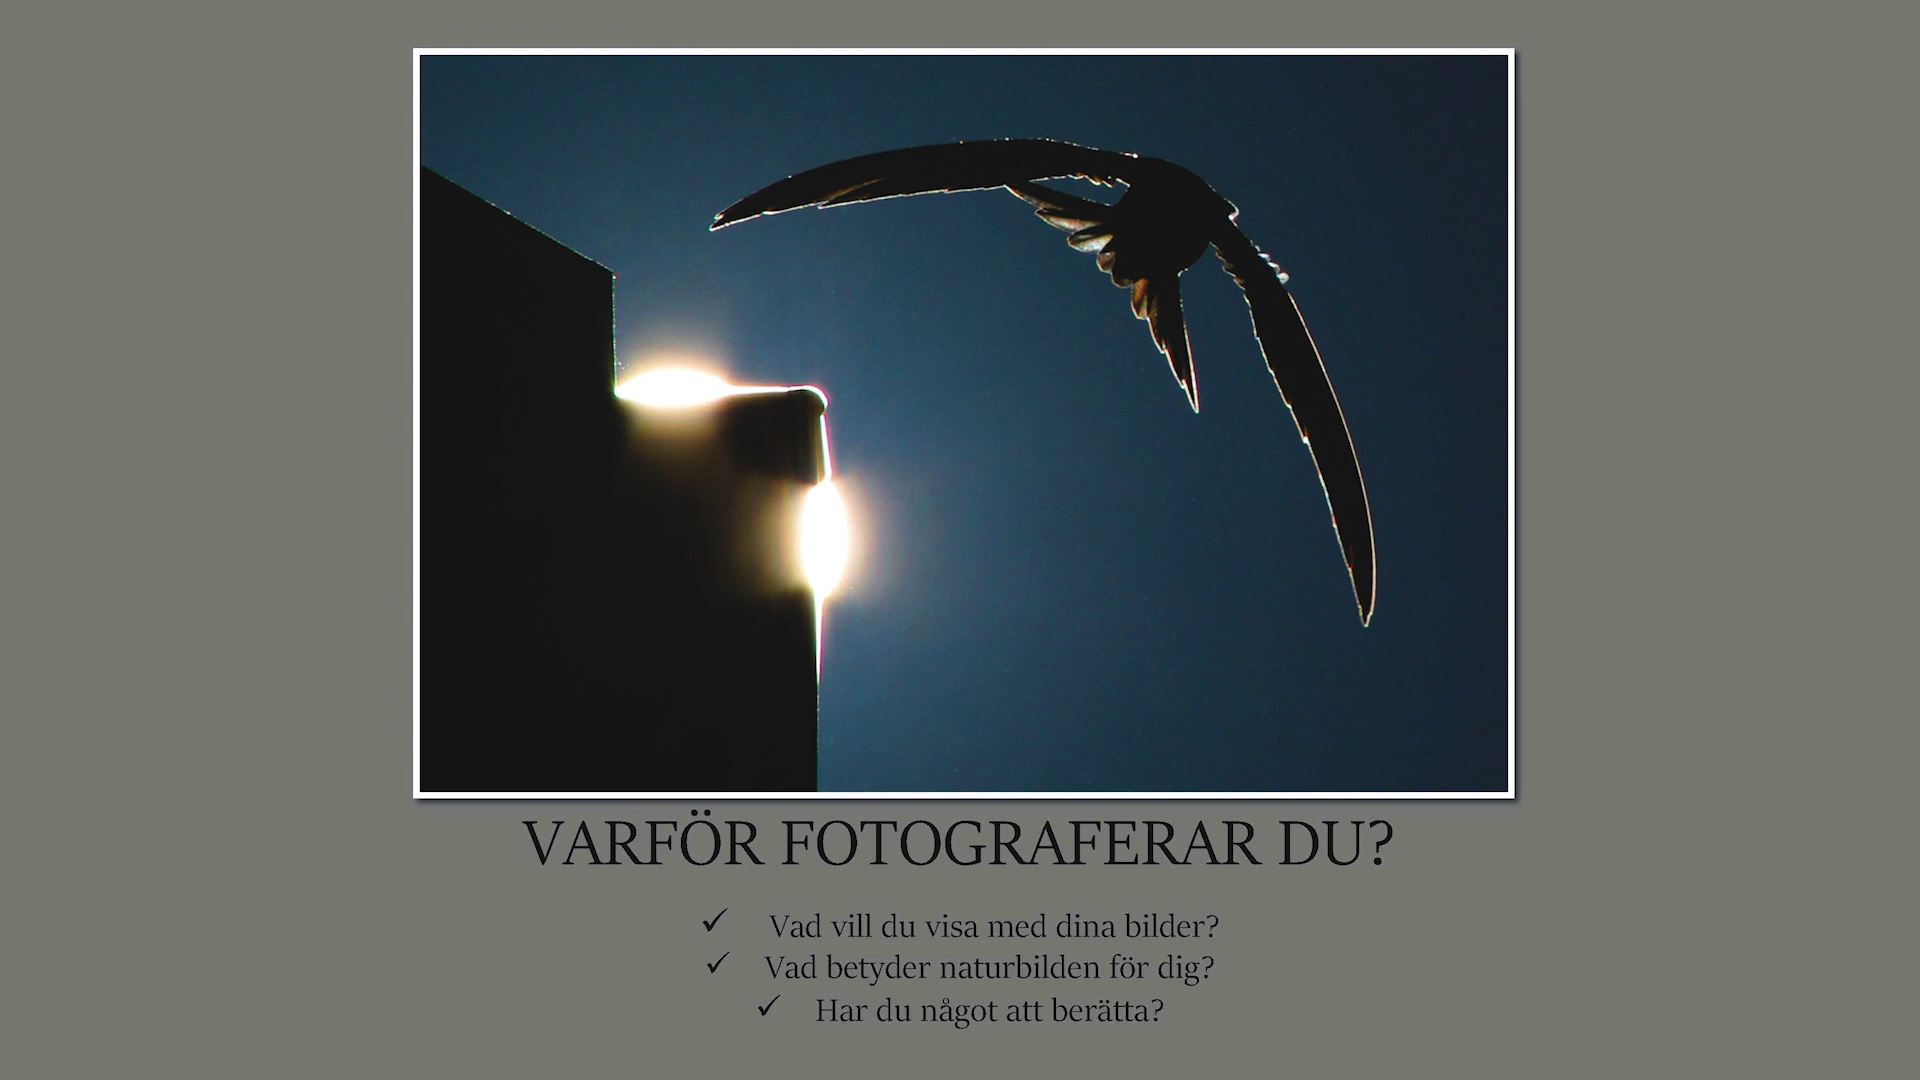 VARFÖR FOTOGRAFERAR DU?
✓ Vad vill du visa med dina bilder?
✓ Vad betyder naturbilden för dig?
✓ Har du något att berätta?